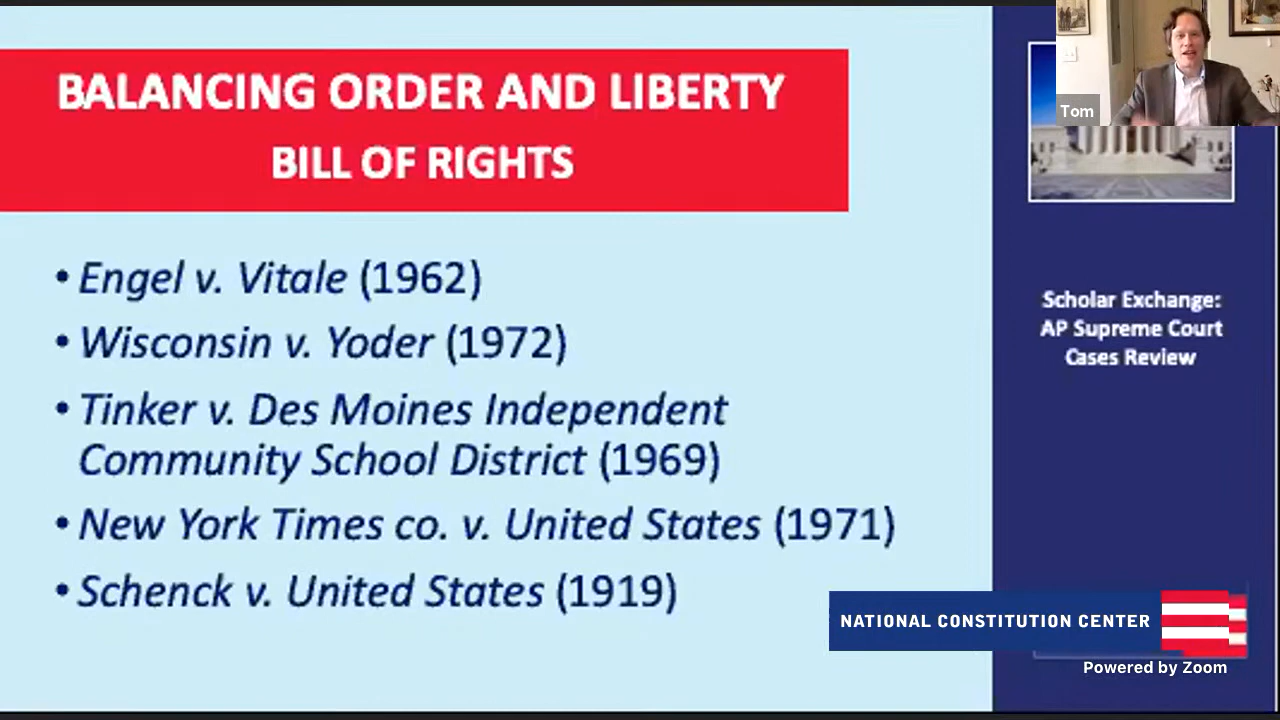 BALANCING ORDER AND LIBERTY
BILL OF RIGHTS
• Engel v. Vitale (1962)
• Wisconsin v. Yoder (1972)
• Tinker v. Des Moines Independent
Community School District (1969)
• New York Times co. v. United States (1971)
• Schenck v. United States (1919)
Tom
Scholar Exchange:
AP Supreme Court
Cases Review
NATIONAL CONSTITUTION CENTER
Powered by Zoom